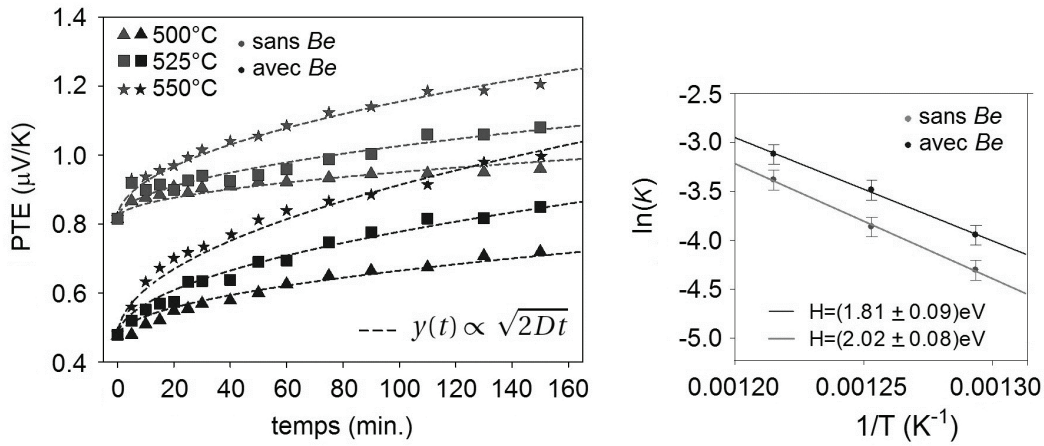 1.4
1.2
1.0
0.8
0.6
0.4
PTE (μV/K)
500°C
525°C
550°C
sans Be
avec Be
y(t) ∝ √2Dt
0 20 40 60 80 100 120 140 160
temps (min.)
-2.5
-3.0
-3.5
-4.0
-4.5
-5.0
ln(K)
sans Be
avec Be
H=(1.81 ± 0.09)eV
H=(2.02 ± 0.08)eV
0.00120 0.00125 0.00130
1/T (K⁻¹)